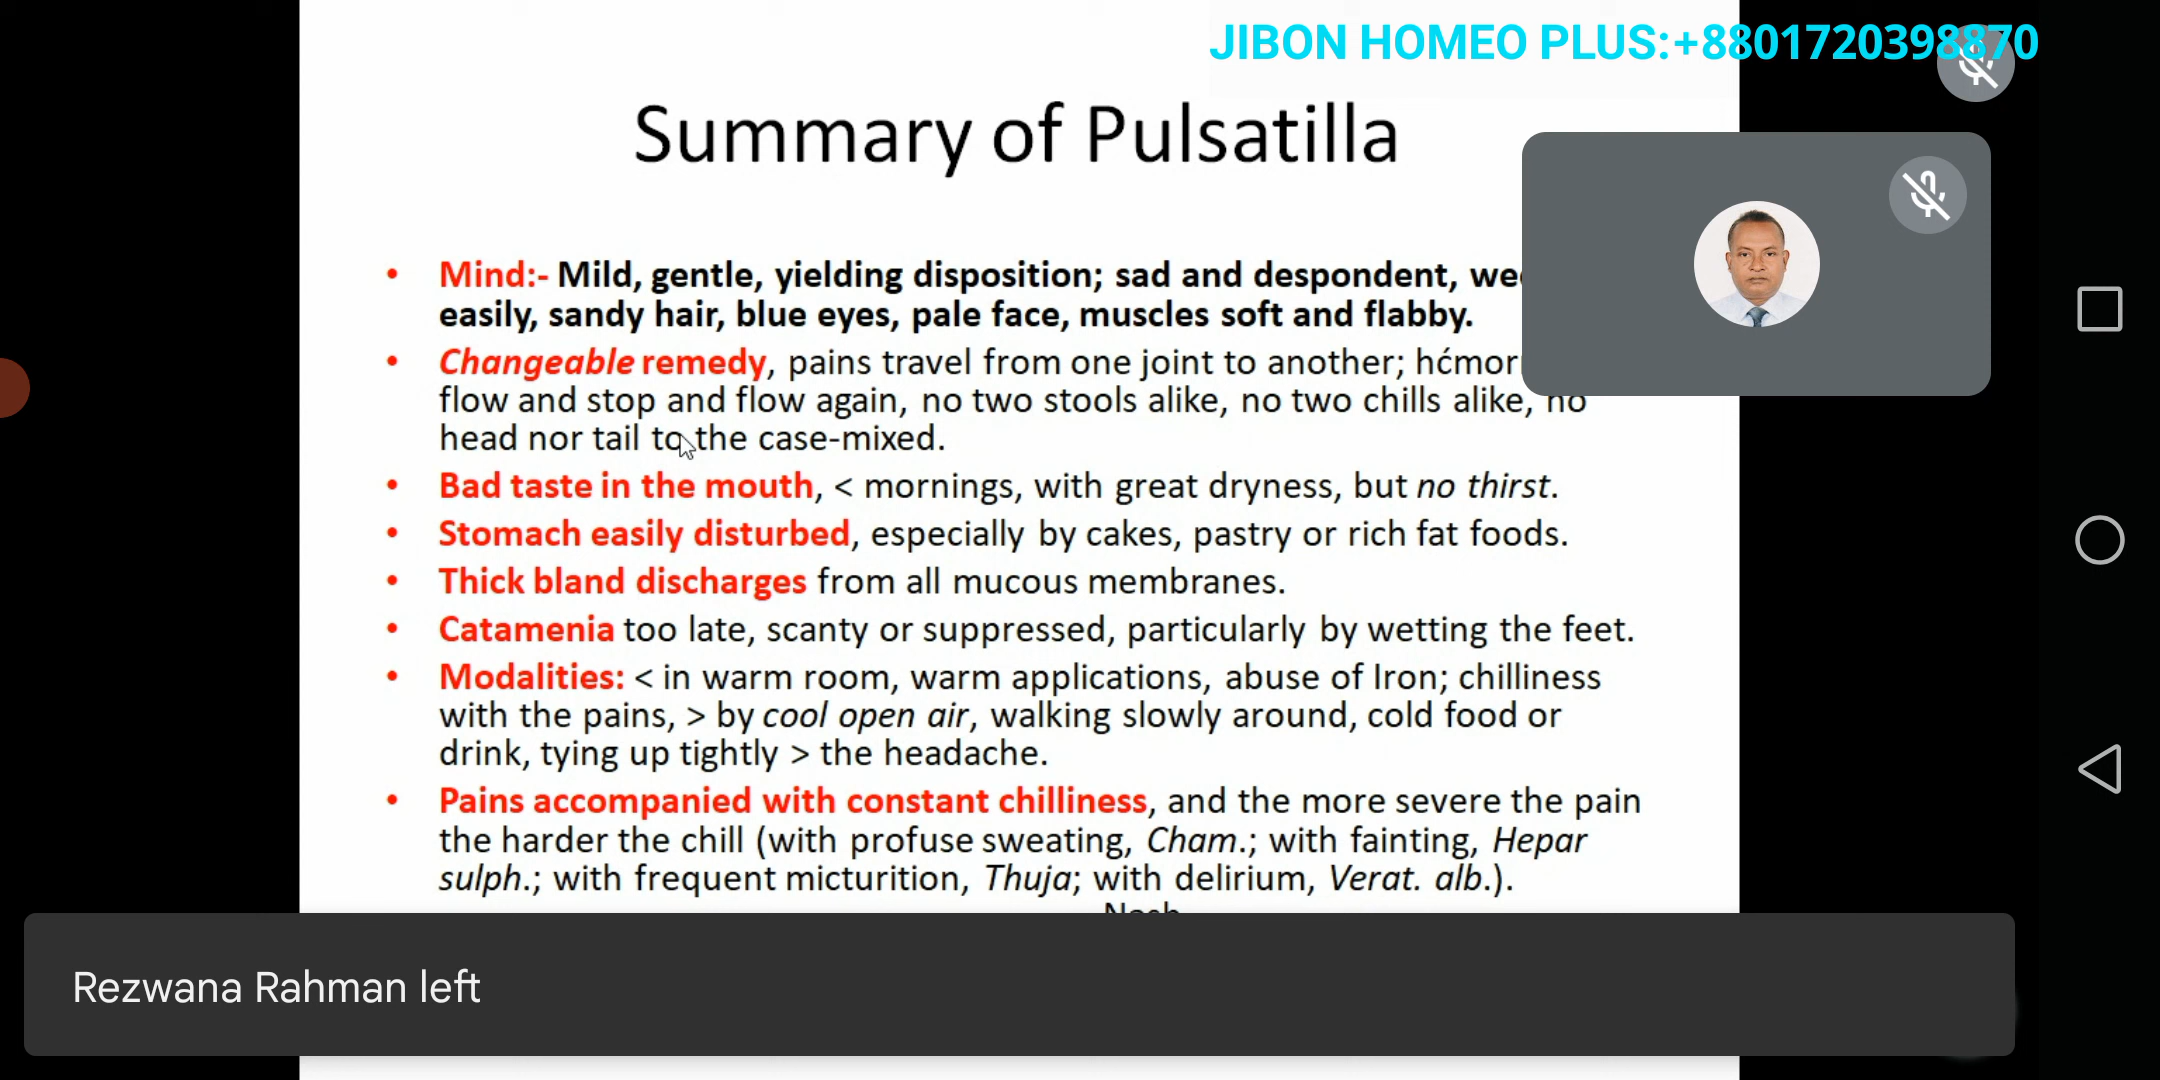 JIBON HOMEO PLUS:+8801720398870
Summary of Pulsatilla
• Mind:- Mild, gentle, yielding disposition; sad and despondent,
easily, sandy hair, blue eyes, pale face, muscles soft and flabby.
• Changeable remedy, pains travel from one joint to another;
flow and stop and flow again, no two stools alike, no two chills alike, no
head nor tail to the case-mixed.
• Bad taste in the mouth, < mornings, with great dryness, but no thirst.
• Stomach easily disturbed, especially by cakes, pastry or rich fat foods.
• Thick bland discharges from all mucous membranes.
• Catamenia too late, scanty or suppressed, particularly by wetting the feet.
• Modalities: < in warm room, warm applications, abuse of Iron; chilliness
with the pains, > by cool open air, walking slowly around, cold food or
drink, tying up tightly > the headache.
• Pains accompanied with constant chilliness, and the more severe the pain
the harder the chill (with profuse sweating, Cham.; with fainting, Hepar
sulph.; with frequent micturition, Thuja; with delirium, Verat. alb.).
Rezwana Rahman left